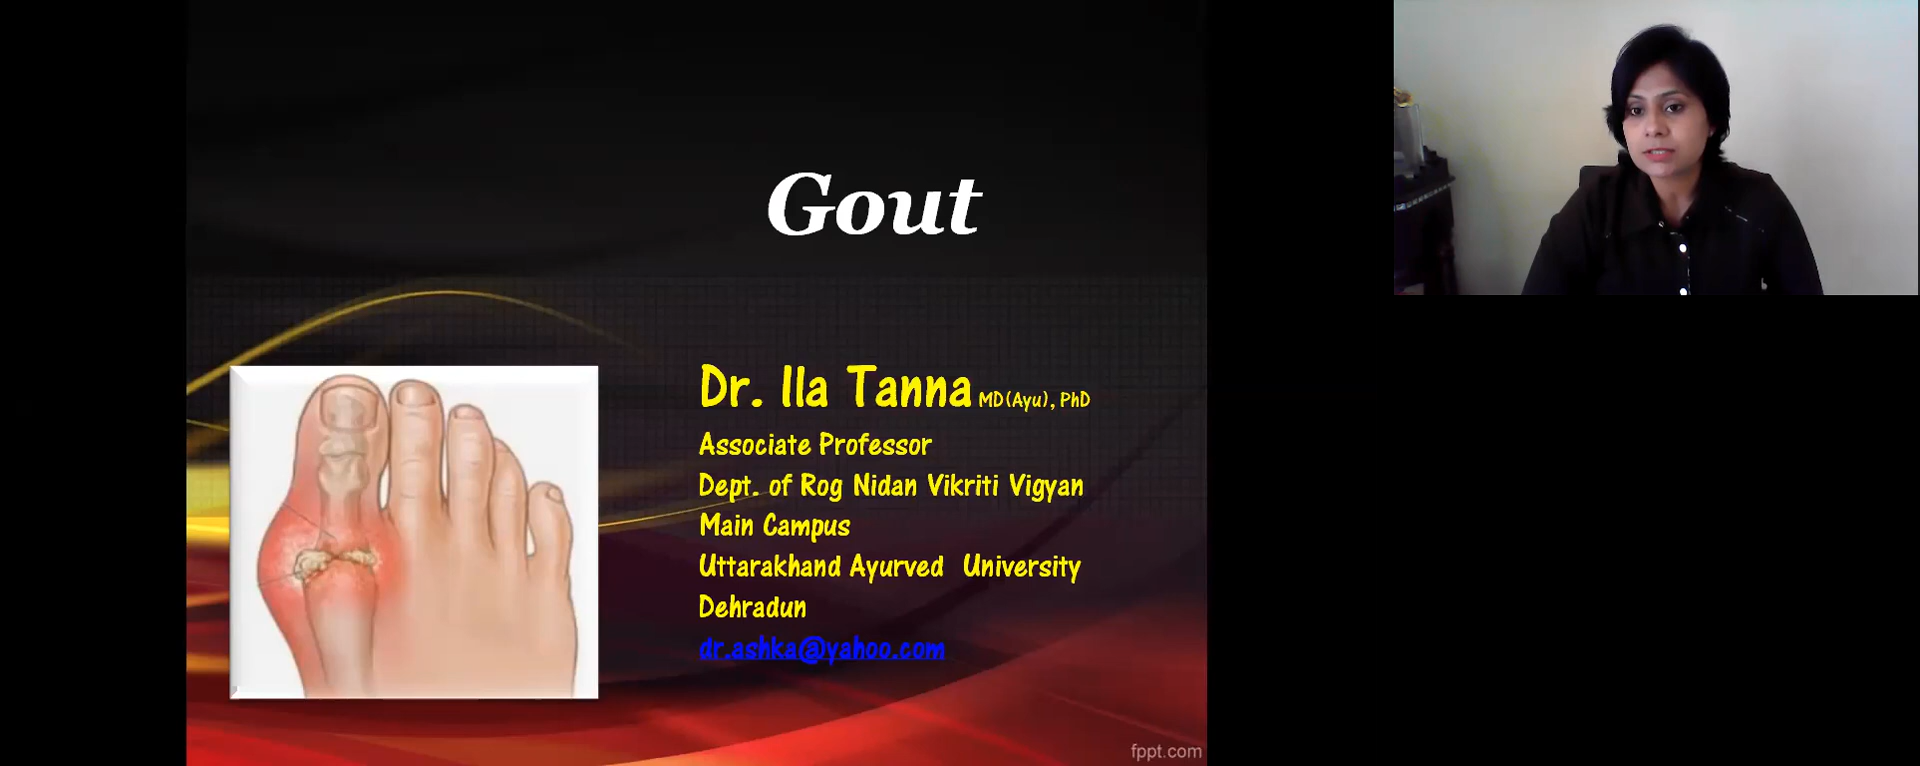 Gout
Dr. Ila Tanna MD(Ayu), PhD
Associate Professor
Dept. of Rog Nidan Vikriti Vigyan
Main Campus
Uttarakhand Ayurved University
Dehradun
dr.ashka@yahoo.com
fppt.com